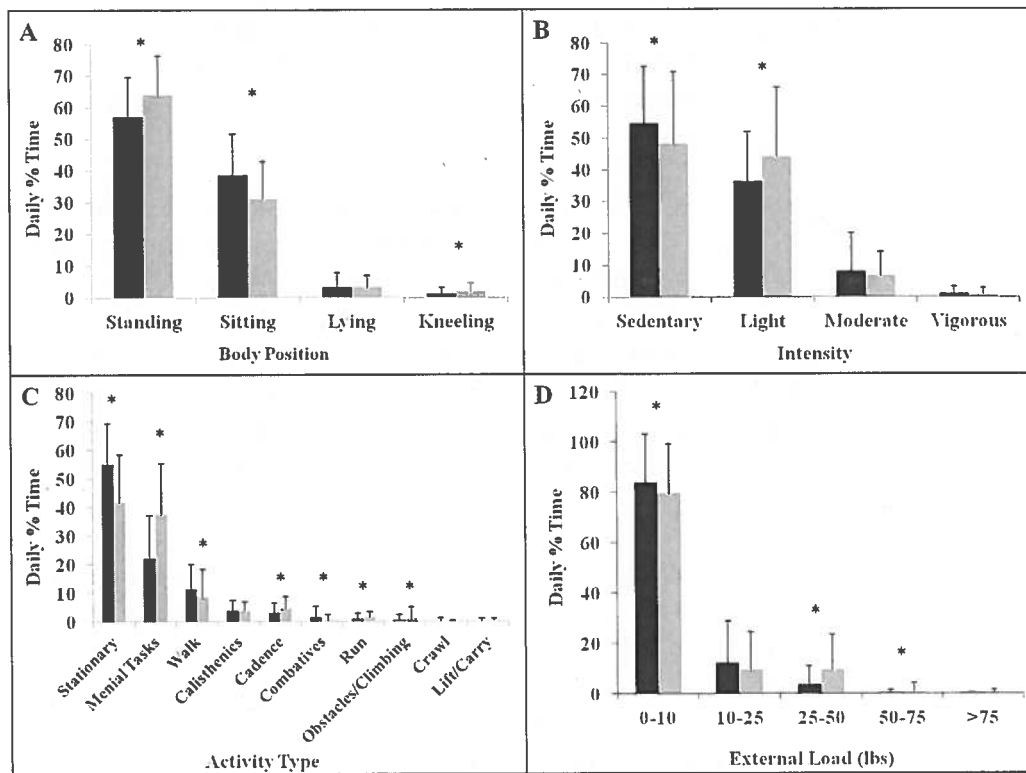 A
80
70
60
50
40
30
20
10
0
Daily % Time
*
*
*
Standing Sitting Lying Kneeling
Body Position
B
80
70
60
50
40
30
20
10
0
Daily % Time
*
*
Sedentary Light Moderate Vigorous
Intensity
C
80
70
60
50
40
30
20
10
0
Daily % Time
*
*
*
*
*
*
*
Stationary
Menial Tasks
Walk
Calisthenics
Cadence
Combatives
Run
Obstacles/Climbing
Crawl
Lift/Carry
Activity Type
D
120
100
80
60
40
20
0
Daily % Time
*
*
*
0-10 10-25 25-50 50-75 >75
External Load (lbs)